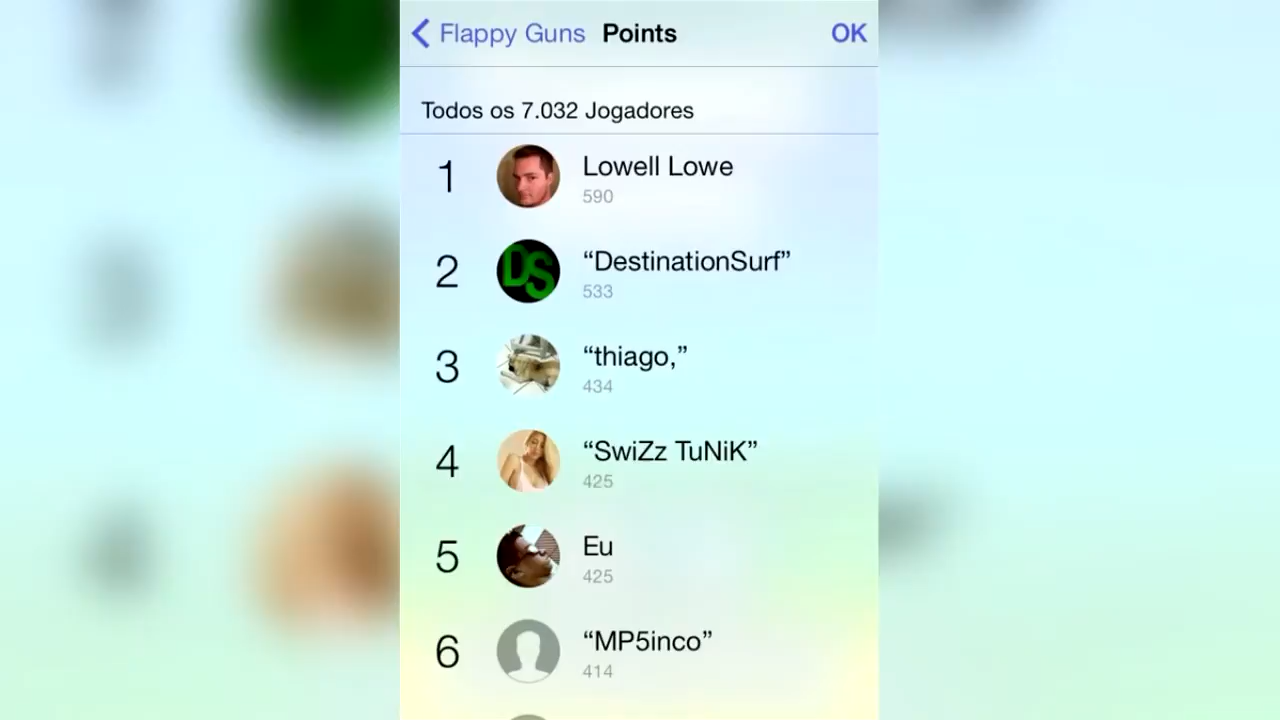 Flappy Guns Points OK
Todos os 7.032 Jogadores
1 Lowell Lowe
590
2 DS “DestinationSurf”
533
3 “thiago,”
434
4 “SwiZz TuNiK”
425
5 Eu
425
6 “MP5inco”
414